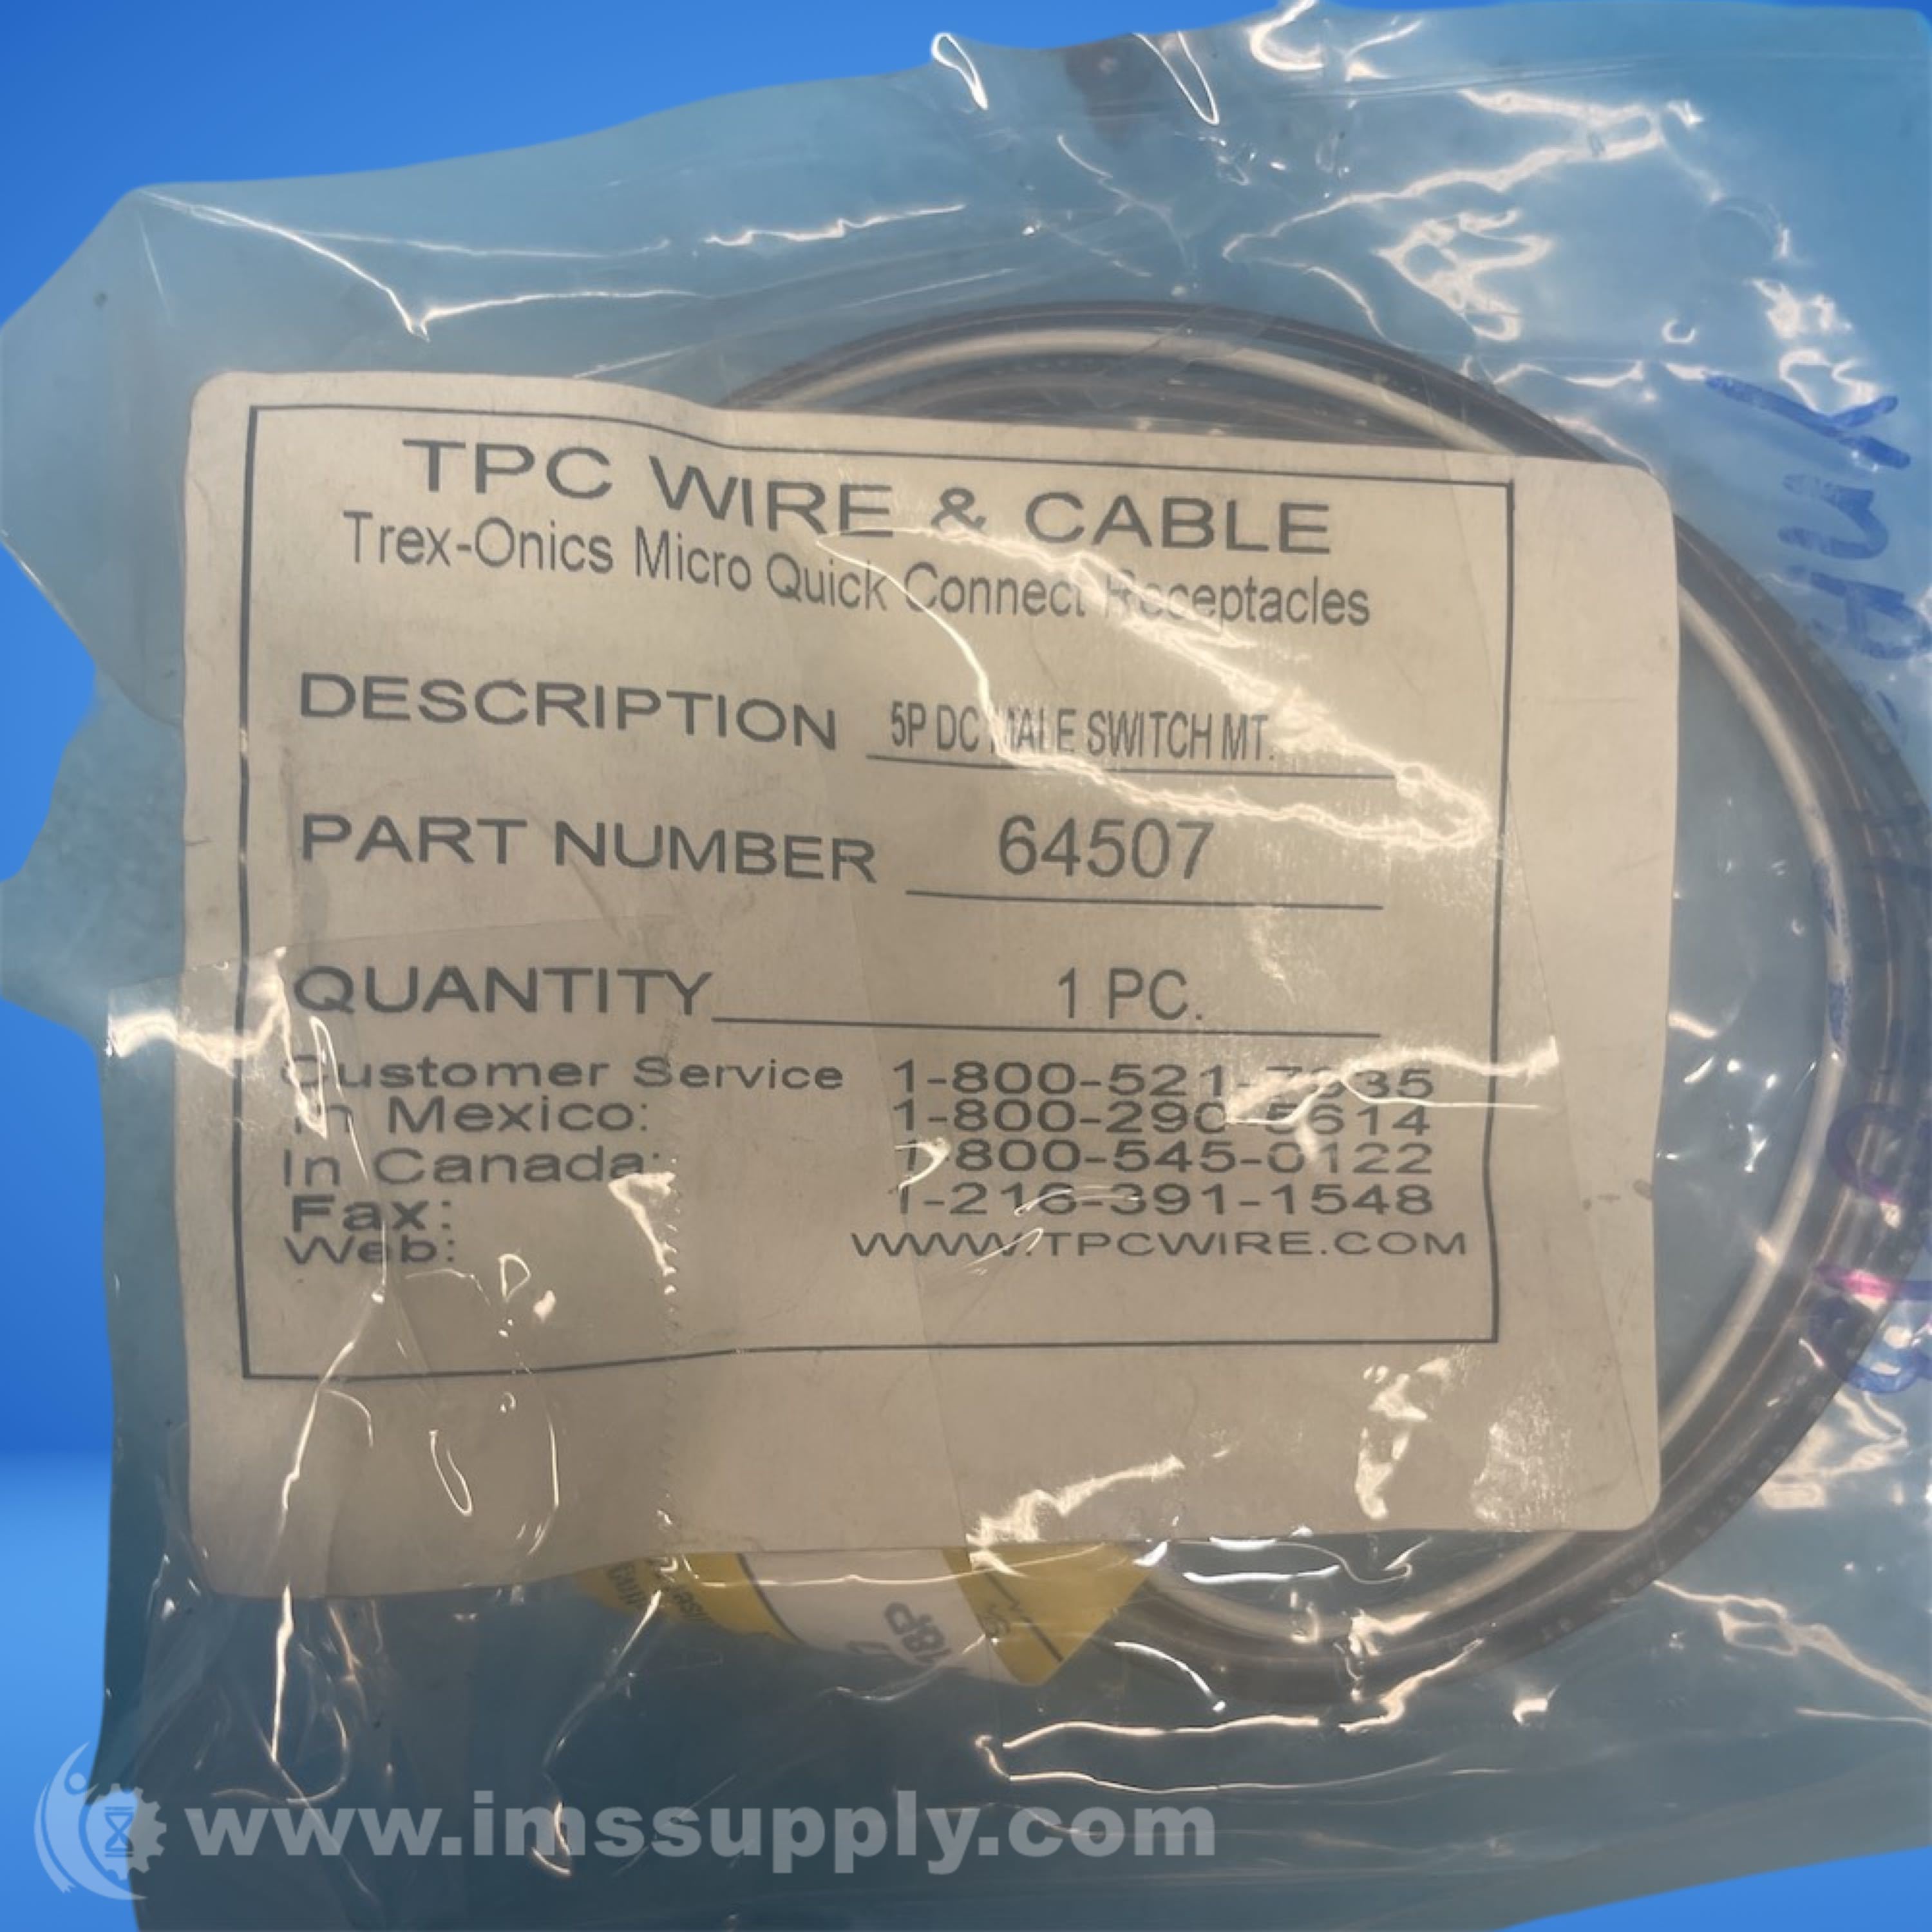 TPC WIRE & CABLE
Trex-Onics Micro Quick Connect Receptacles
DESCRIPTION 5P DC MALE SWITCH MT.
PART NUMBER 64507
QUANTITY 1 PC.
Customer Service 1-800-521-7935
In Mexico: 1-800-290-5614
In Canada: 1-800-545-0122
Fax: 1-216-391-1548
Web: WWW.TPCWIRE.COM
www.imssupply.com